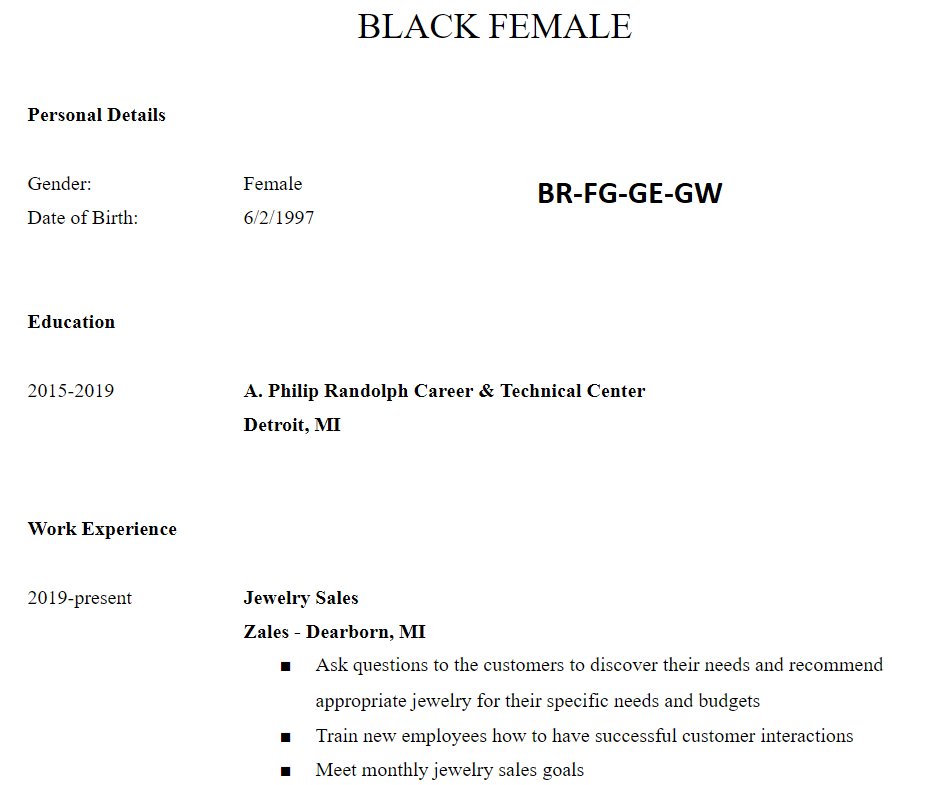 BLACK FEMALE
Personal Details
Gender: Female
BR-FG-GE-GW
Date of Birth: 6/2/1997
Education
2015-2019 A. Philip Randolph Career & Technical Center
Detroit, MI
Work Experience
2019-present Jewelry Sales
Zales - Dearborn, MI
■ Ask questions to the customers to discover their needs and recommend
appropriate jewelry for their specific needs and budgets
■ Train new employees how to have successful customer interactions
■ Meet monthly jewelry sales goals